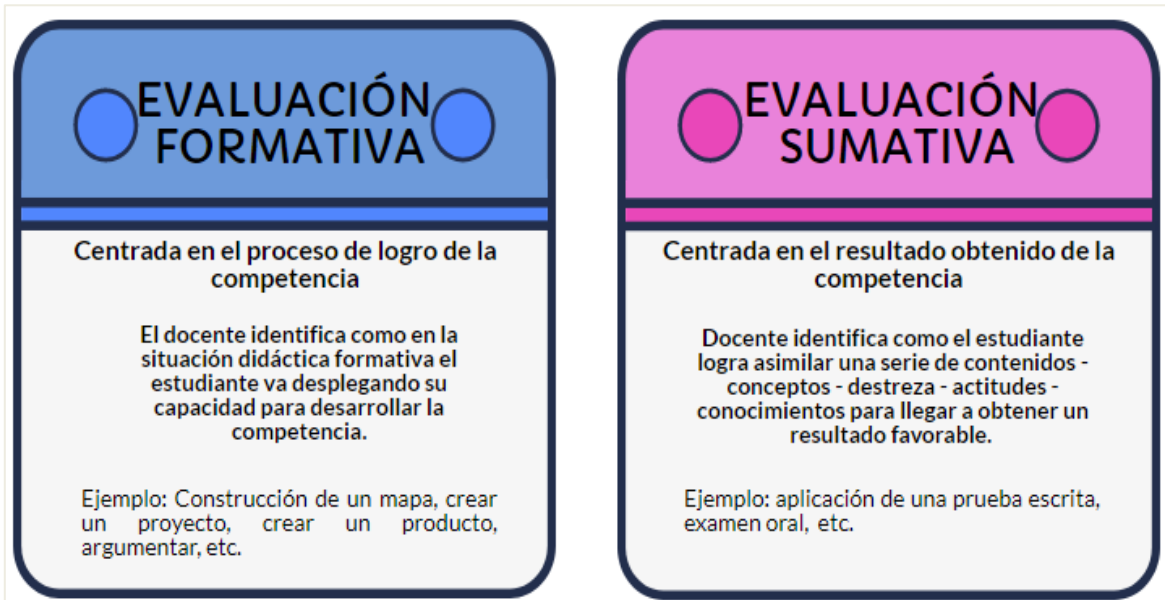 EVALUACIÓN
FORMATIVA
Centrada en el proceso de logro de la
competencia
El docente identifica como en la
situación didáctica formativa el
estudiante va desplegando su
capacidad para desarrollar la
competencia.
Ejemplo: Construcción de un mapa, crear
un proyecto, crear un producto,
argumentar, etc.
EVALUACIÓN
SUMATIVA
Centrada en el resultado obtenido de la
competencia
Docente identifica como el estudiante
logra asimilar una serie de contenidos -
conceptos - destreza - actitudes -
conocimientos para llegar a obtener un
resultado favorable.
Ejemplo: aplicación de una prueba escrita,
examen oral, etc.